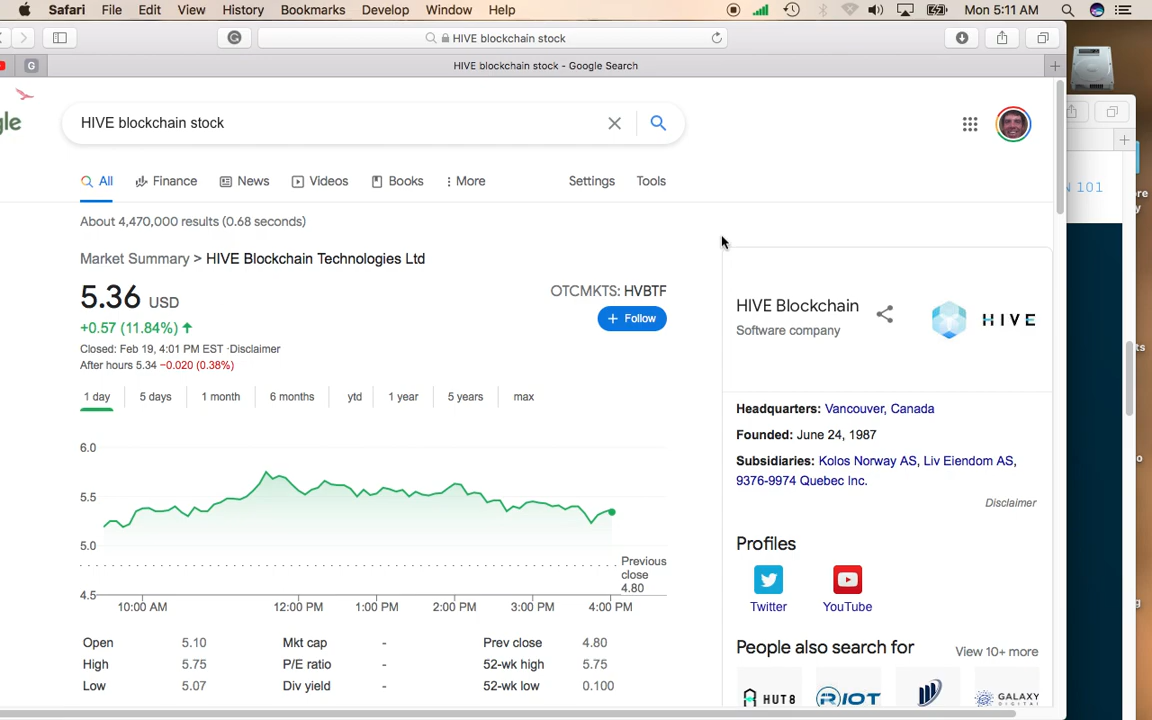 Safari File Edit View History Bookmarks Develop Window Help Mon 5:11 AM
HIVE blockchain stock
G HIVE blockchain stock - Google Search
gle HIVE blockchain stock
N 101
All Finance News Videos Books More Settings Tools
About 4,470,000 results (0.68 seconds)
Market Summary > HIVE Blockchain Technologies Ltd
5.36 USD
OTCMKTS: HVBTF
+0.57 (11.84%)
+ Follow
Closed: Feb 19, 4:01 PM EST ·Disclaimer
After hours 5.34 −0.020 (0.38%)
1 day 5 days 1 month 6 months ytd 1 year 5 years max
6.0
5.5
5.0
4.5
Previous
close
4.80
10:00 AM 12:00 PM 1:00 PM 2:00 PM 3:00 PM 4:00 PM
Open 5.10 Mkt cap - Prev close 4.80
High 5.75 P/E ratio - 52-wk high 5.75
Low 5.07 Div yield - 52-wk low 0.100
HIVE Blockchain
Software company
HIVE
Headquarters: Vancouver, Canada
Founded: June 24, 1987
Subsidiaries: Kolos Norway AS, Liv Eiendom AS,
9376-9974 Quebec Inc.
Disclaimer
Profiles
Twitter YouTube
People also search for View 10+ more
HUT8 RIOT GALAXY
DIGITAL